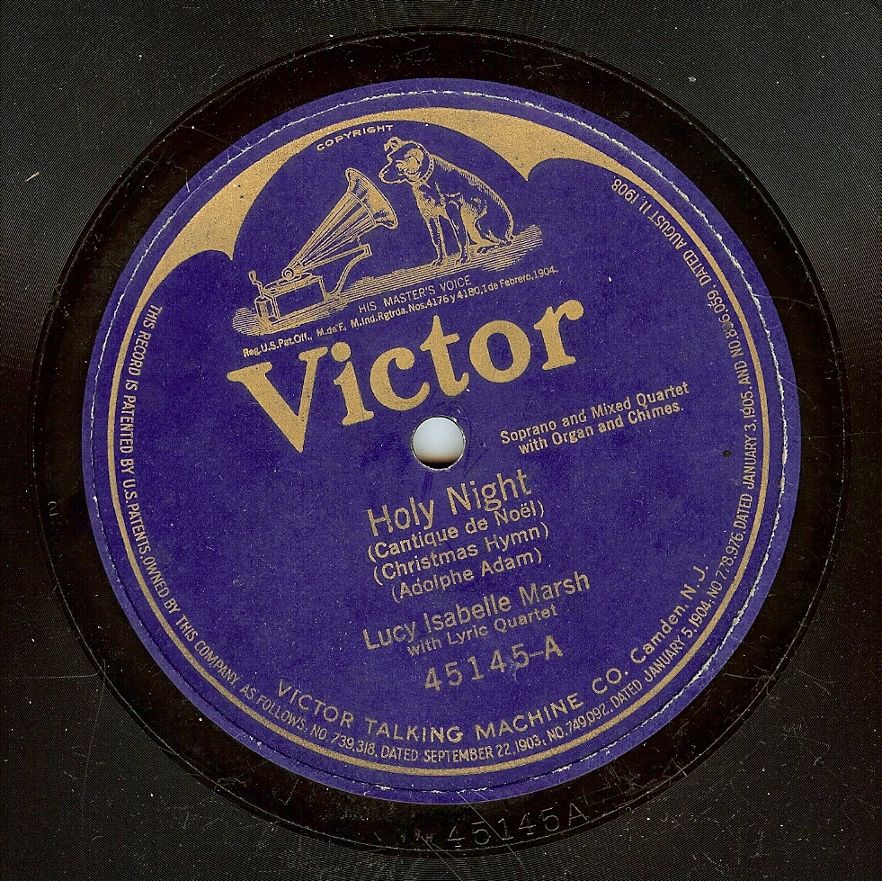 COPYRIGHT
HIS MASTER'S VOICE
Reg.U.S.Pat.Off., M.de F. M.Ind.Rgtrda.Nos.4176 y 4180,1 de Febrero,1904.
Victor
Soprano and Mixed Quartet
with Organ and Chimes.
Holy Night
(Cantique de Noël)
(Christmas Hymn)
(Adolphe Adam)
Lucy Isabelle Marsh
with Lyric Quartet
45145-A
VICTOR TALKING MACHINE CO. Camden. N. J.
THIS RECORD IS PATENTED BY U.S. PATENTS, OWNED BY THIS COMPANY AS FOLLOWS, NO. 739,318, DATED SEPTEMBER 22, 1903; NO. 749,092, DATED JANUARY 5, 1904, NO. 778,976, DATED JANUARY 3, 1905, AND NO. 896,059, DATED AUGUST 11, 1908
45145A